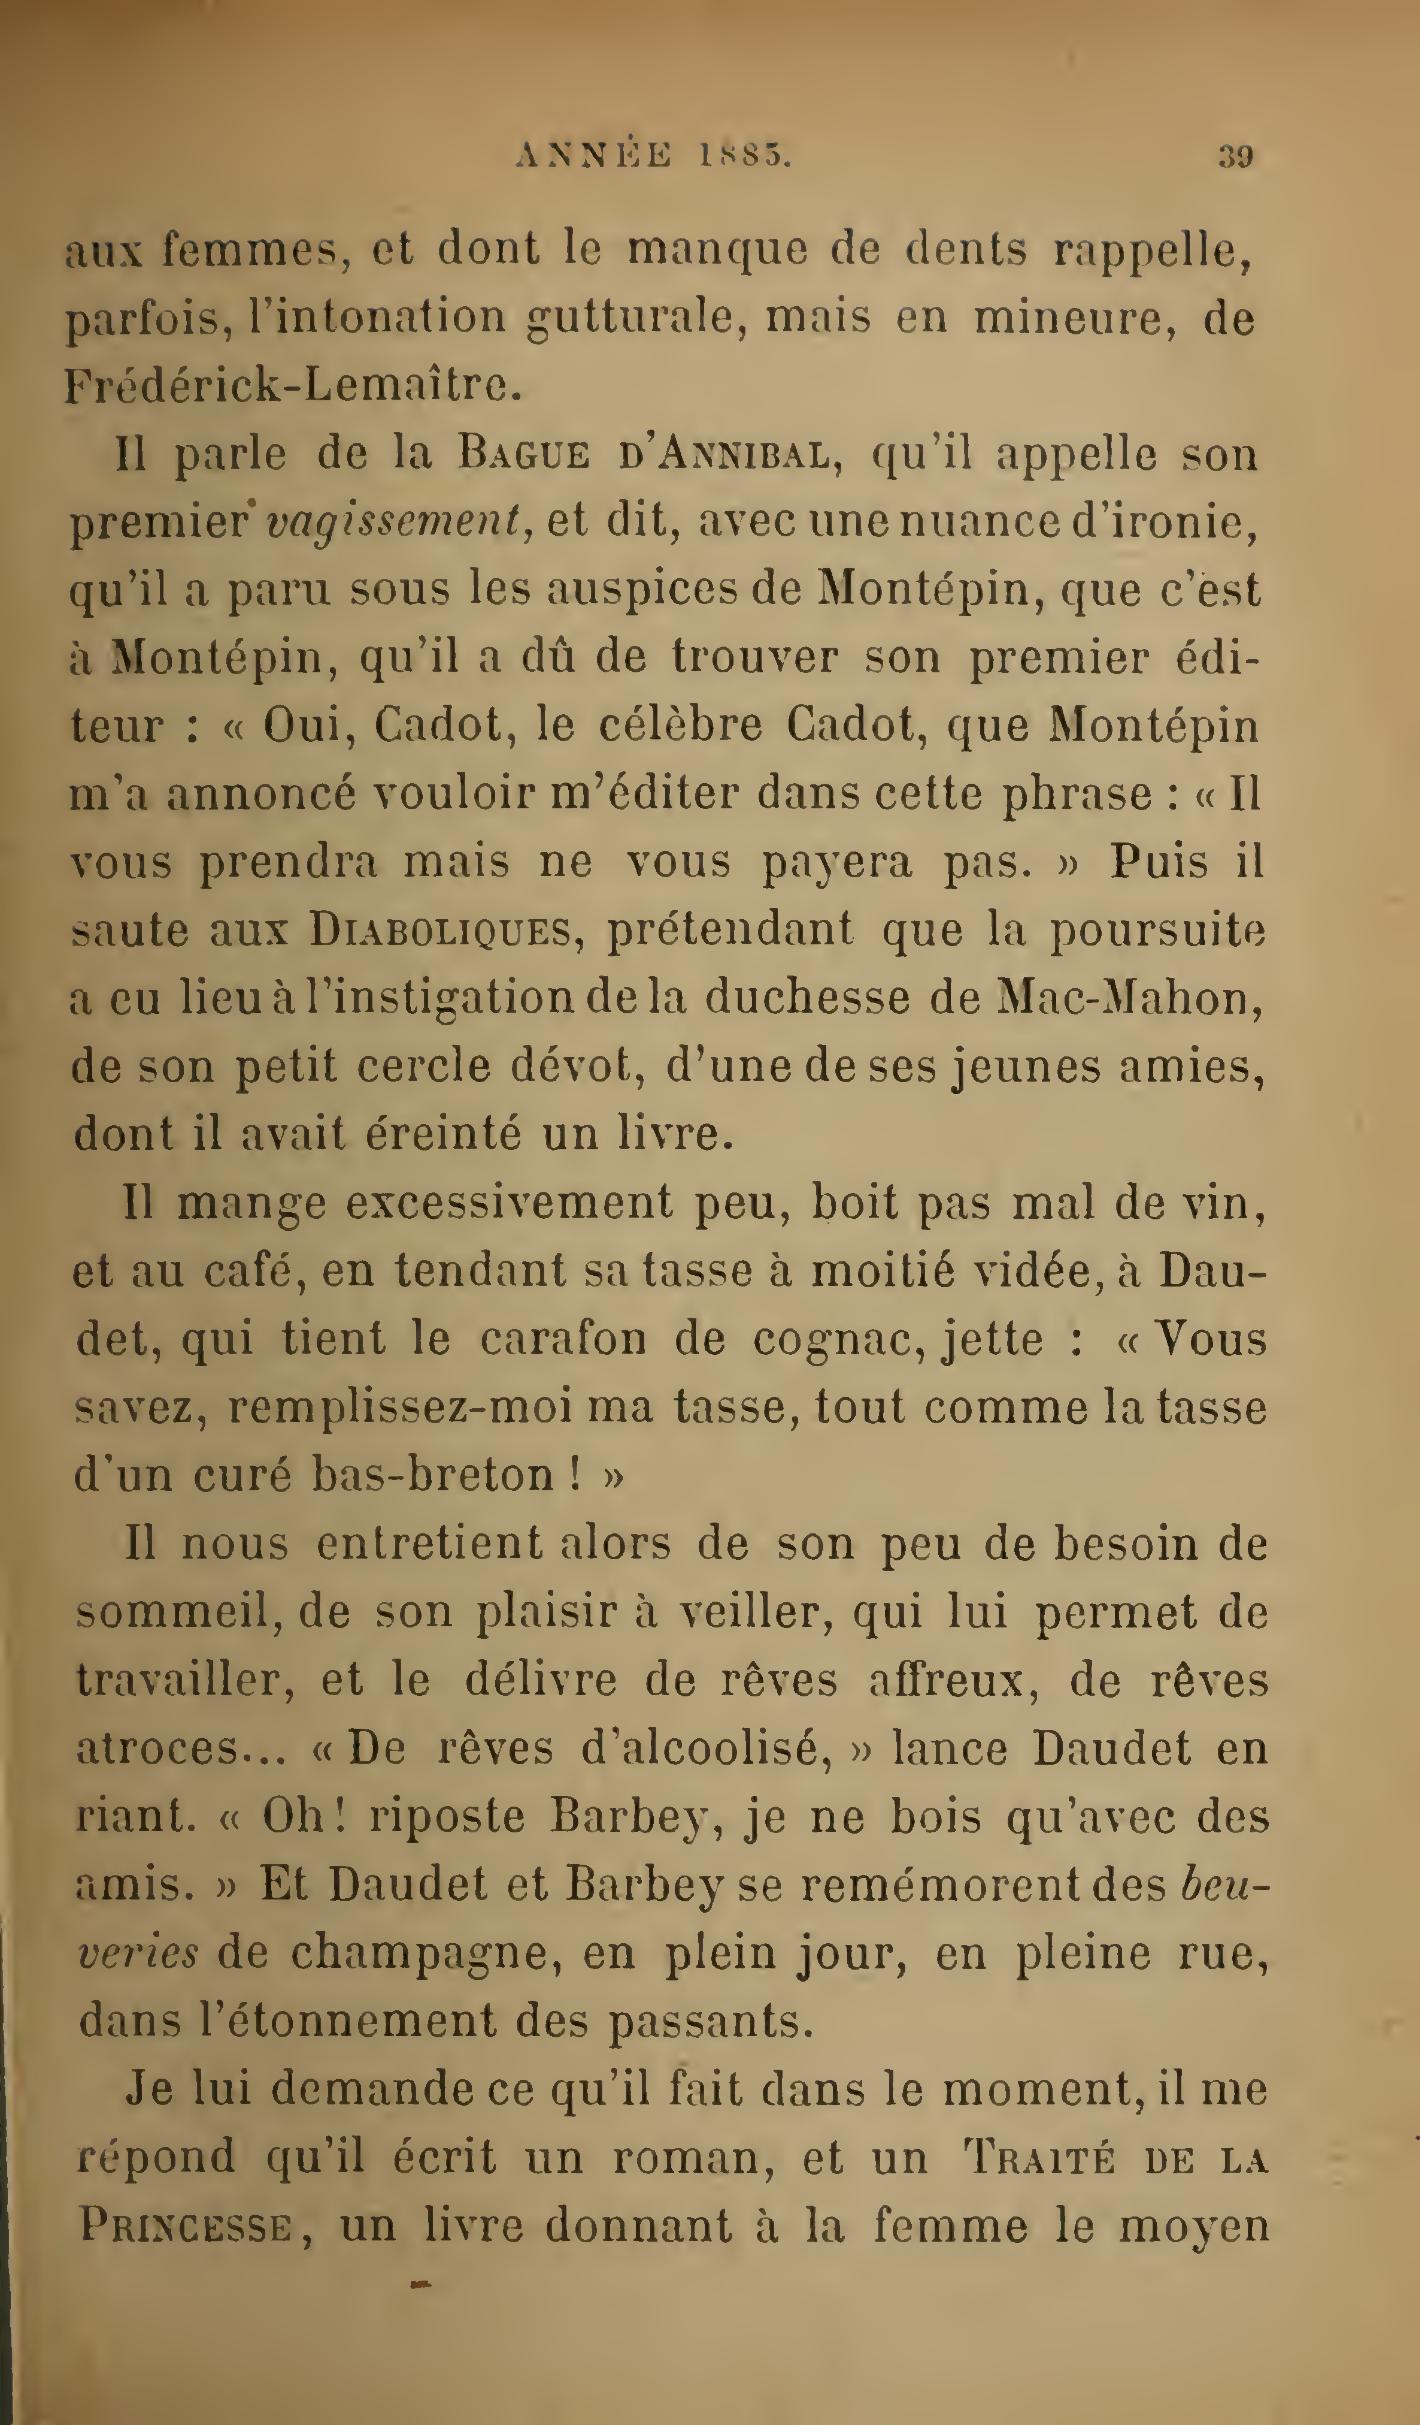 ANNÉE 1885. 39
aux femmes, et dont le manque de dents rappelle,
parfois, l'intonation gutturale, mais en mineure, de
Frédérick-Lemaître.
Il parle de la BAGUE D'ANNIBAL, qu'il appelle son
premier vagissement, et dit, avec une nuance d'ironie,
qu'il a paru sous les auspices de Montépin, que c'est
à Montépin, qu'il a dû de trouver son premier édi-
teur : « Oui, Cadot, le célèbre Cadot, que Montépin
m'a annoncé vouloir m'éditer dans cette phrase : « Il
vous prendra mais ne vous payera pas. » Puis il
saute aux DIABOLIQUES, prétendant que la poursuite
a eu lieu à l'instigation de la duchesse de Mac-Mahon,
de son petit cercle dévot, d'une de ses jeunes amies,
dont il avait éreinté un livre.
Il mange excessivement peu, boit pas mal de vin,
et au café, en tendant sa tasse à moitié vidée, à Dau-
det, qui tient le carafon de cognac, jette : « Vous
savez, remplissez-moi ma tasse, tout comme la tasse
d'un curé bas-breton ! »
Il nous entretient alors de son peu de besoin de
sommeil, de son plaisir à veiller, qui lui permet de
travailler, et le délivre de rêves affreux, de rêves
atroces... « De rêves d'alcoolisé, » lance Daudet en
riant. « Oh! riposte Barbey, je ne bois qu'avec des
amis. » Et Daudet et Barbey se remémorent des beu-
veries de champagne, en plein jour, en pleine rue,
dans l'étonnement des passants.
Je lui demande ce qu'il fait dans le moment, il me
répond qu'il écrit un roman, et un TRAITÉ DE LA
PRINCESSE, un livre donnant à la femme le moyen